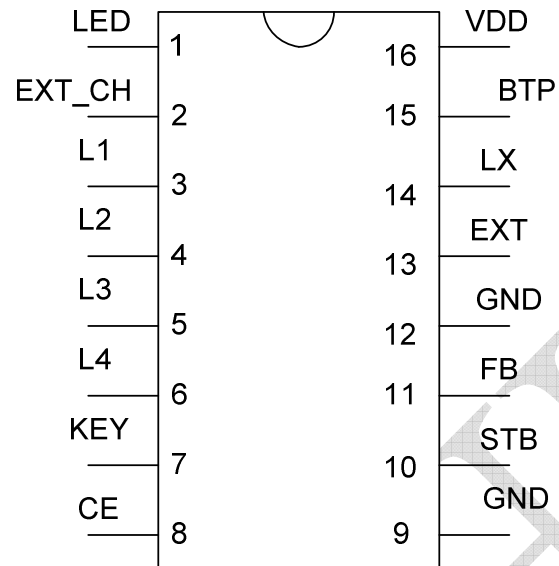 LED 1 16 VDD
EXT_CH 2 15 BTP
L1 3 14 LX
L2 4 13 EXT
L3 5 12 GND
L4 6 11 FB
KEY 7 10 STB
CE 8 9 GND